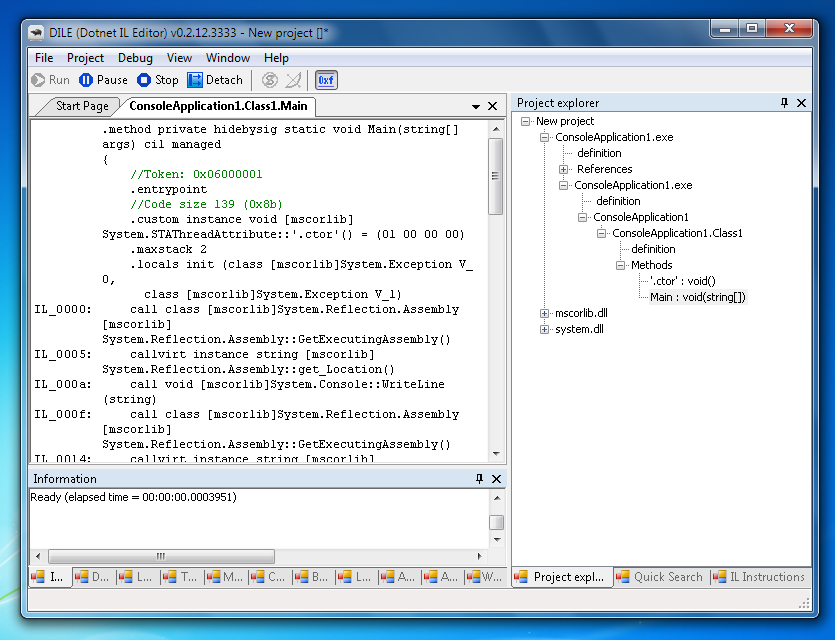 DILE (Dotnet IL Editor) v0.2.12.3333 - New project []*
File Project Debug View Window Help
Run Pause Stop Detach 0xf
Start Page ConsoleApplication1.Class1.Main
.method private hidebysig static void Main(string[]
args) cil managed
{
//Token: 0x06000001
.entrypoint
//Code size 139 (0x8b)
.custom instance void [mscorlib]
System.STAThreadAttribute::'.ctor'() = (01 00 00 00)
.maxstack 2
.locals init (class [mscorlib]System.Exception V_
0,
class [mscorlib]System.Exception V_1)
IL_0000: call class [mscorlib]System.Reflection.Assembly
[mscorlib]
System.Reflection.Assembly::GetExecutingAssembly()
IL_0005: callvirt instance string [mscorlib]
System.Reflection.Assembly::get_Location()
IL_000a: call void [mscorlib]System.Console::WriteLine
(string)
IL_000f: call class [mscorlib]System.Reflection.Assembly
[mscorlib]
System.Reflection.Assembly::GetExecutingAssembly()
IL_0014: callvirt instance string [mscorlib]
Information
Ready (elapsed time = 00:00:00.0003951)
I... D... L... T... M... C... B... L... A... A... W...
Project explorer
New project
ConsoleApplication1.exe
definition
References
ConsoleApplication1.exe
definition
ConsoleApplication1
ConsoleApplication1.Class1
definition
Methods
'.ctor' : void()
Main : void(string[])
mscorlib.dll
system.dll
Project expl... Quick Search IL Instructions